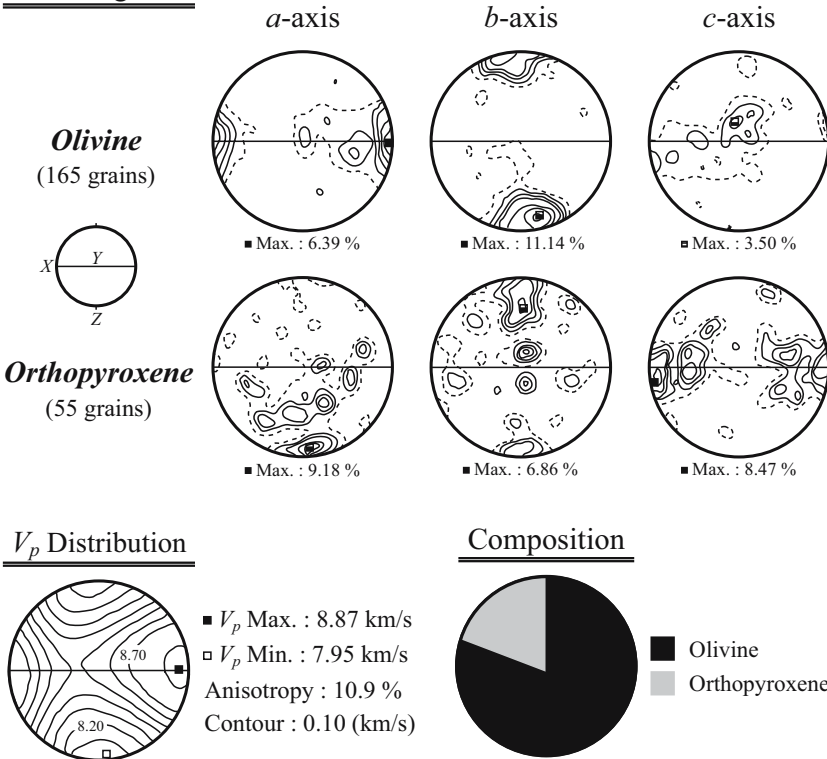 a-axis b-axis c-axis
Olivine
(165 grains)
Max. : 6.39 % Max. : 11.14 % Max. : 3.50 %
X Y
Z
Orthopyroxene
(55 grains)
Max. : 9.18 % Max. : 6.86 % Max. : 8.47 %
Vp Distribution
8.70
8.20
Vp Max. : 8.87 km/s
Vp Min. : 7.95 km/s
Anisotropy : 10.9 %
Contour : 0.10 (km/s)
Composition
Olivine
Orthopyroxene